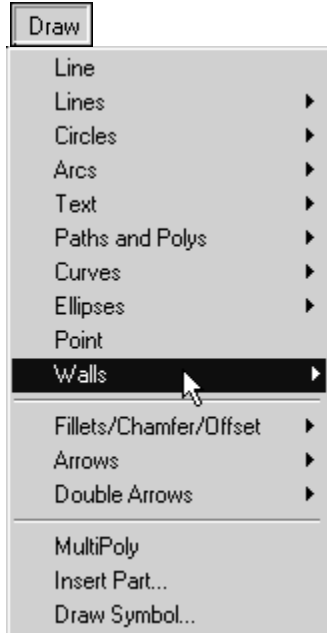 Draw
Line
Lines
Circles
Arcs
Text
Paths and Polys
Curves
Ellipses
Point
Walls
Fillets/Chamfer/Offset
Arrows
Double Arrows
MultiPoly
Insert Part...
Draw Symbol...